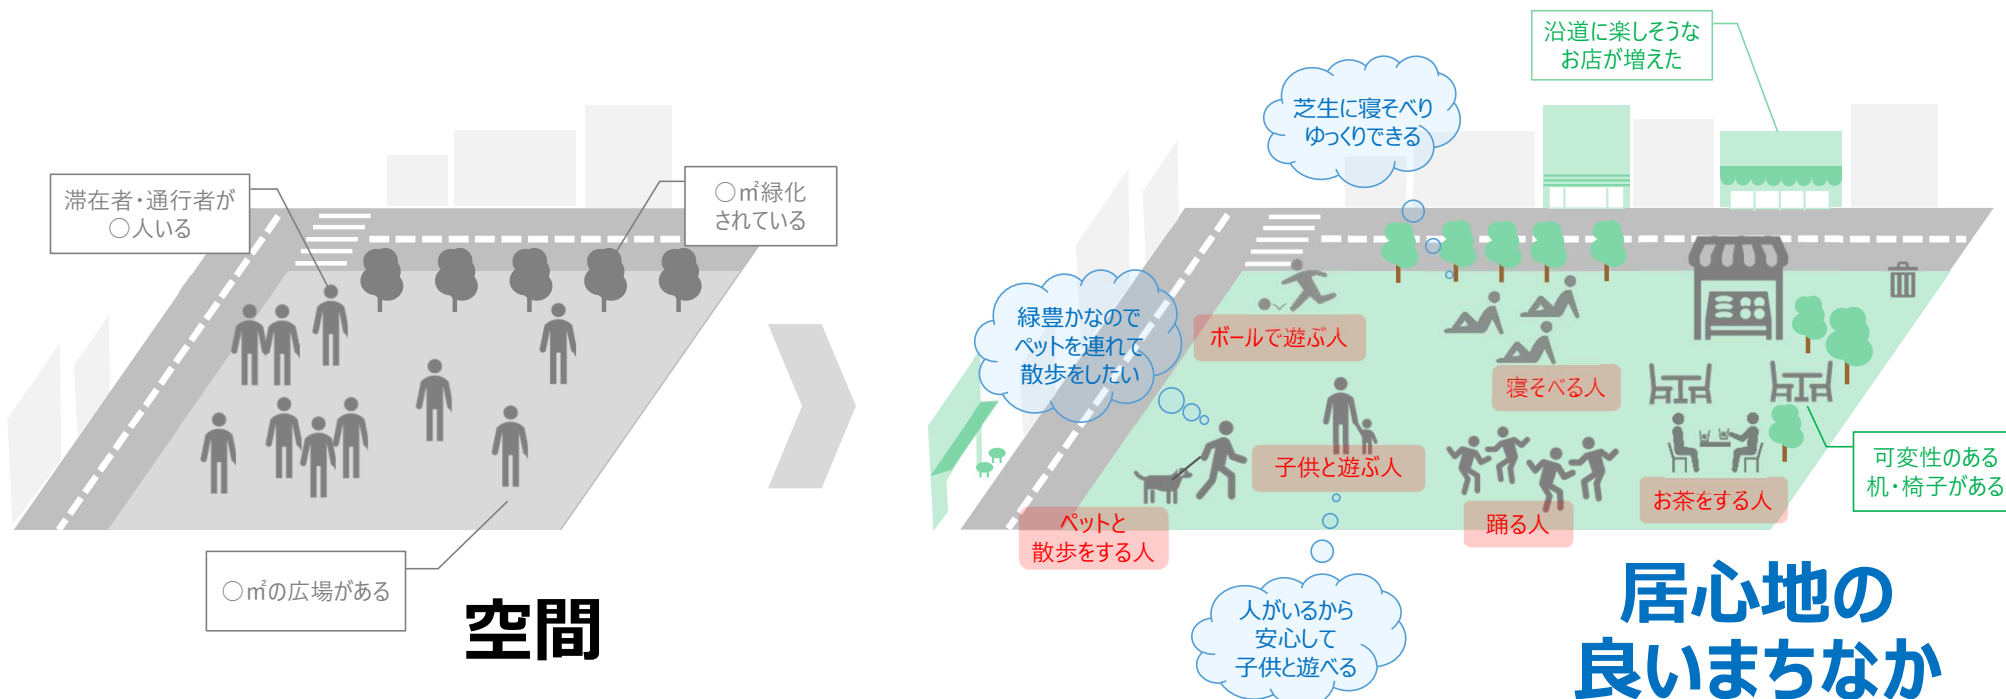 滞在者・通行者が
○人いる
○㎡緑化
されている
○㎡の広場がある
空間
沿道に楽しそうな
お店が増えた
芝生に寝そべり
ゆっくりできる
緑豊かなので
ペットを連れて
散歩をしたい
ボールで遊ぶ人
寝そべる人
子供と遊ぶ人
ペットと
散歩をする人
踊る人
お茶をする人
可変性のある
机・椅子がある
人がいるから
安心して
子供と遊べる
居心地の
良いまちなか